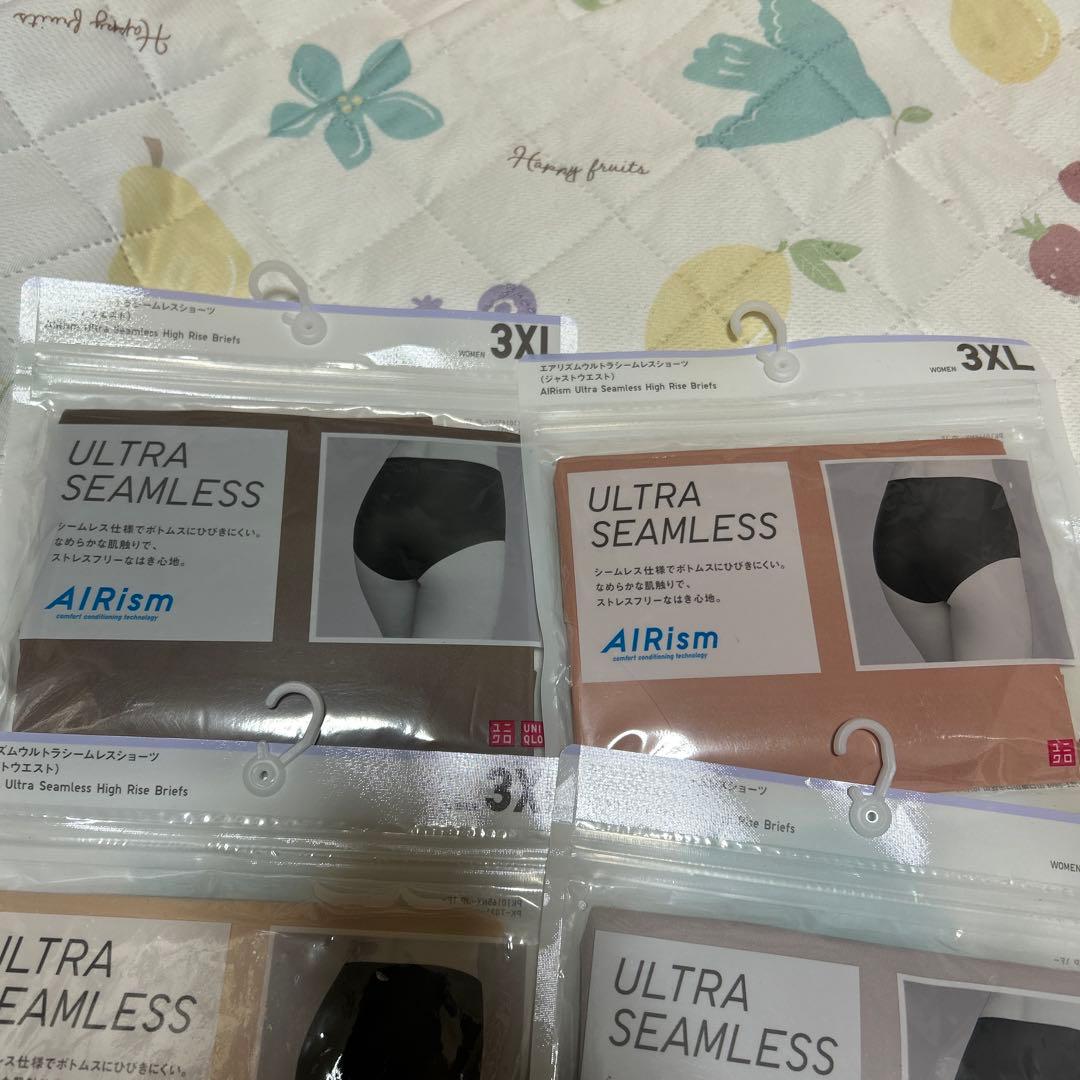 Happy fruits
Happy fruits
トラシームレスショーツ
エスト)
AIRism Ultra Seamless High Rise Briefs
WOMEN 3XL
ULTRA
SEAMLESS
シームレス仕様でボトムスにひびきにくい。
なめらかな肌触りで、
ストレスフリーなはき心地。
AIRism
comfort conditioning technology
ユニ
クロ
UNI
QLO
エアリズムウルトラシームレスショーツ
(ジャストウエスト)
AIRism Ultra Seamless High Rise Briefs
WOMEN 3XL
ULTRA
SEAMLESS
シームレス仕様でボトムスにひびきにくい。
なめらかな肌触りで、
ストレスフリーなはき心地。
AIRism
comfort conditioning technology
ユニ
クロ
ズムウルトラシームレスショーツ
トウエスト)
Ultra Seamless High Rise Briefs
3X
ULTRA
SEAMLESS
レス仕様でボトムスにひびきにくい。
スショーツ
Rise Briefs
WOMEN
ULTRA
SEAMLESS